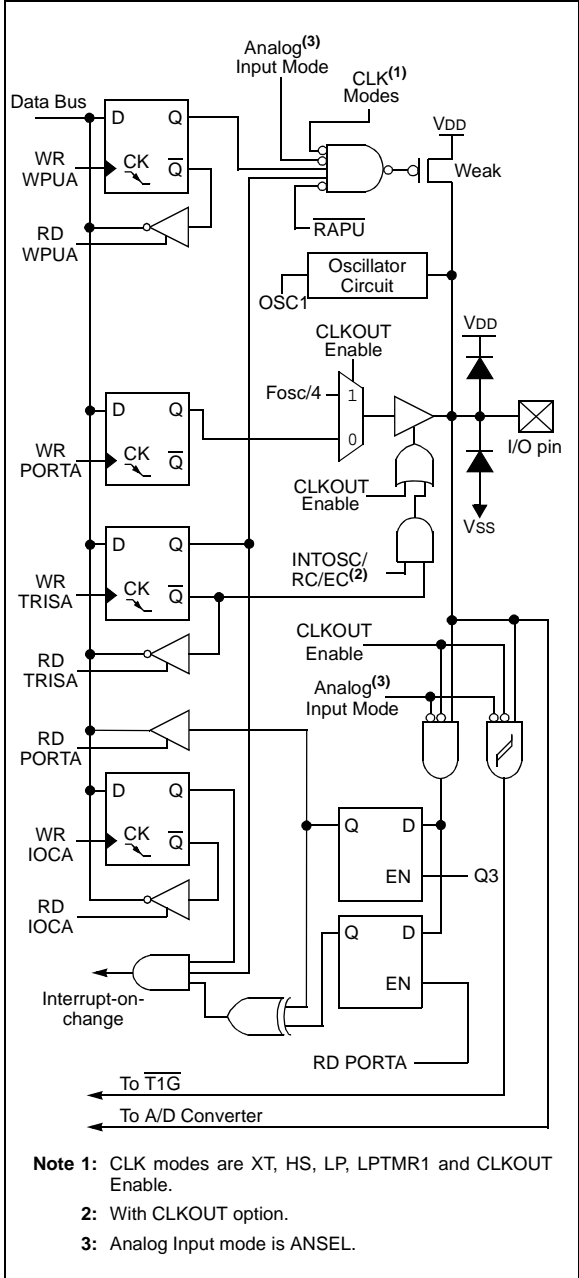 Analog(3)
Input Mode
CLK(1)
Modes
Data Bus
VDD
D Q
WR
WPUA
CK Q
Weak
RD
WPUA
RAPU
Oscillator
Circuit
OSC1
VDD
CLKOUT
Enable
Fosc/4
1
D Q
0
WR
PORTA
CK Q
I/O pin
CLKOUT
Enable
VSS
D Q
WR
TRISA
CK Q
INTOSC/
RC/EC(2)
RD
TRISA
CLKOUT
Enable
Analog(3)
Input Mode
RD
PORTA
D Q
WR
IOCA
CK Q
Q D
EN
Q3
RD
IOCA
Q D
EN
Interrupt-on-
change
RD PORTA
To T1G
To A/D Converter
Note 1: CLK modes are XT, HS, LP, LPTMR1 and CLKOUT
Enable.
2: With CLKOUT option.
3: Analog Input mode is ANSEL.